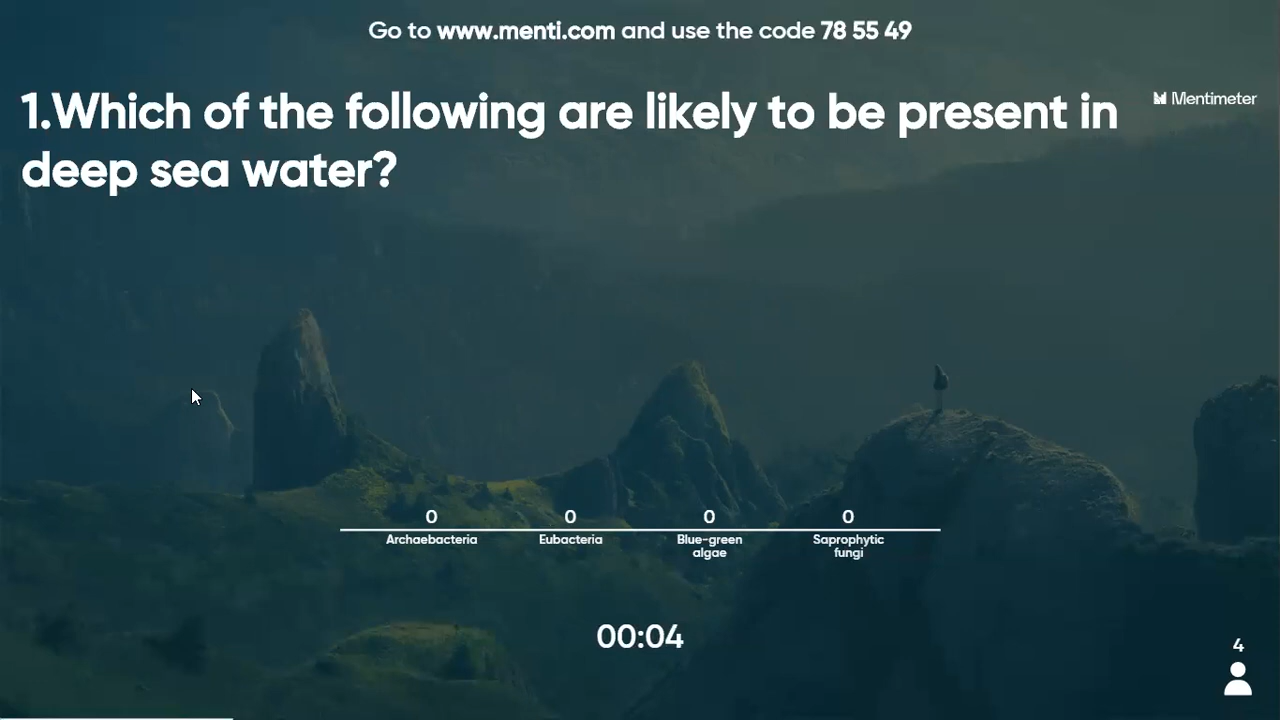 Go to www.menti.com and use the code 78 55 49
1.Which of the following are likely to be present in
deep sea water?
Mentimeter
0
0
0
0
Archaebacteria
Eubacteria
Blue-green
algae
Saprophytic
fungi
00:04
4